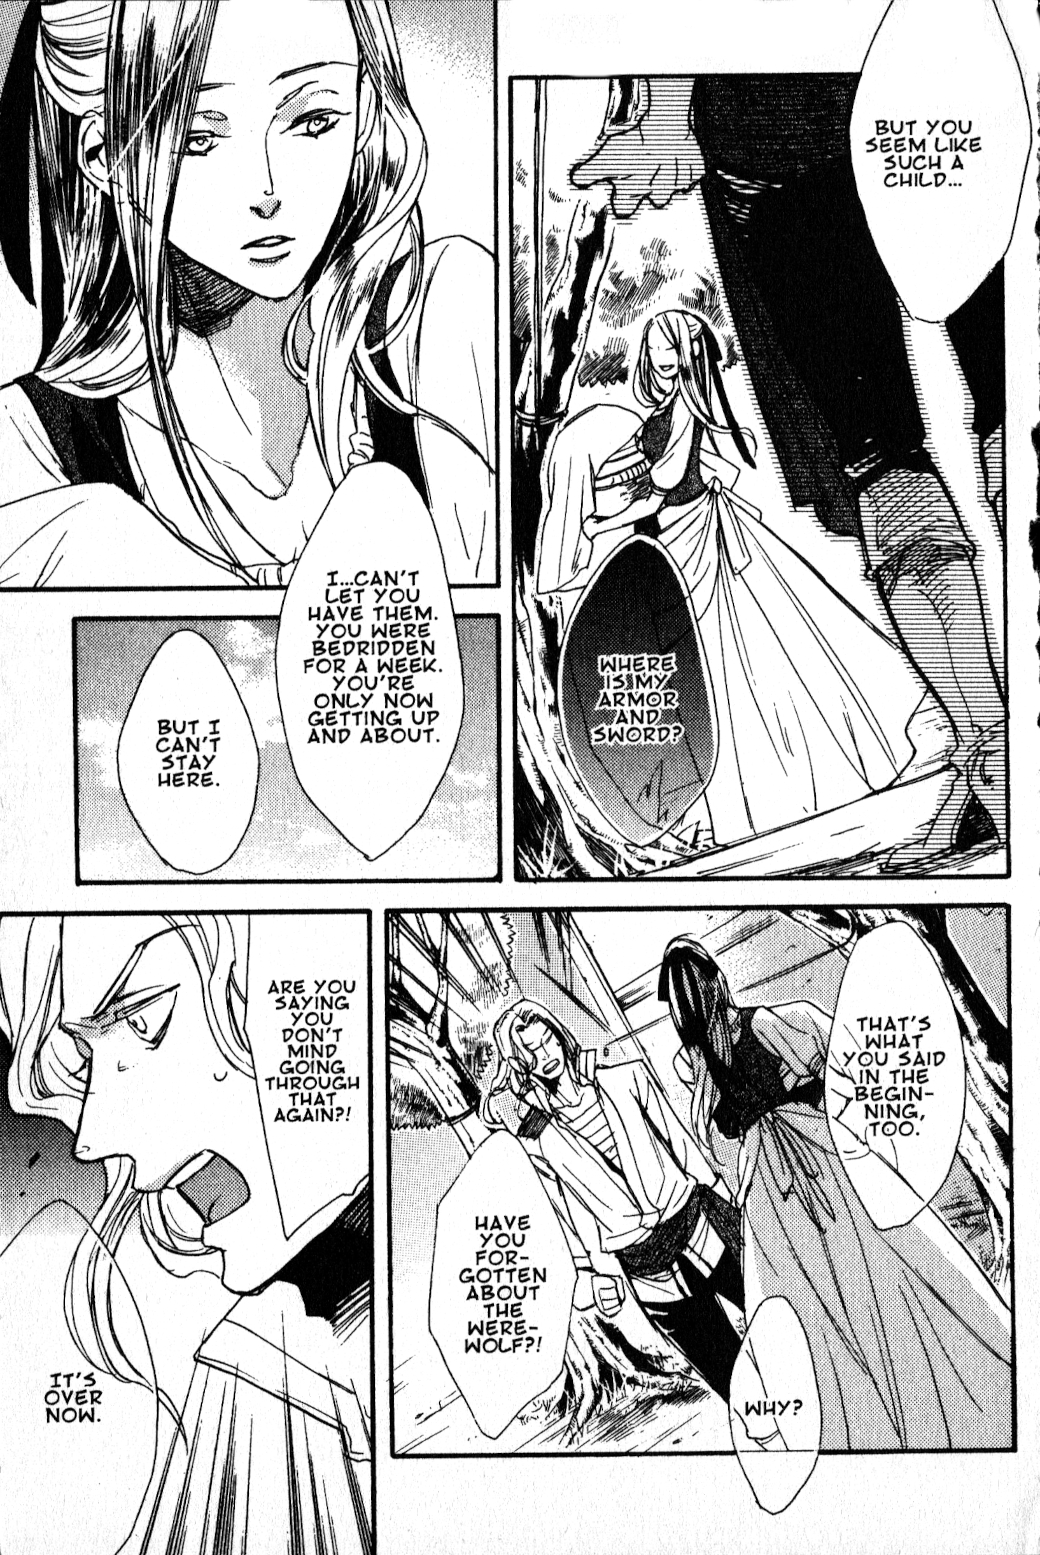 BUT YOU
SEEM LIKE
SUCH A
CHILD...
WHERE
IS MY
ARMOR
AND
SWORD?
I...CAN'T
LET YOU
HAVE THEM.
YOU WERE
BEDRIDDEN
FOR A WEEK.
YOU'RE
ONLY NOW
GETTING UP
AND ABOUT.
BUT I
CAN'T
STAY
HERE.
THAT'S
WHAT
YOU SAID
IN THE
BEGIN-
NING,
TOO.
WHY?
HAVE
YOU
FOR-
GOTTEN
ABOUT
THE
WERE-
WOLF?!
ARE YOU
SAYING
YOU
DON'T
MIND
GOING
THROUGH
THAT
AGAIN?!
IT'S
OVER
NOW.